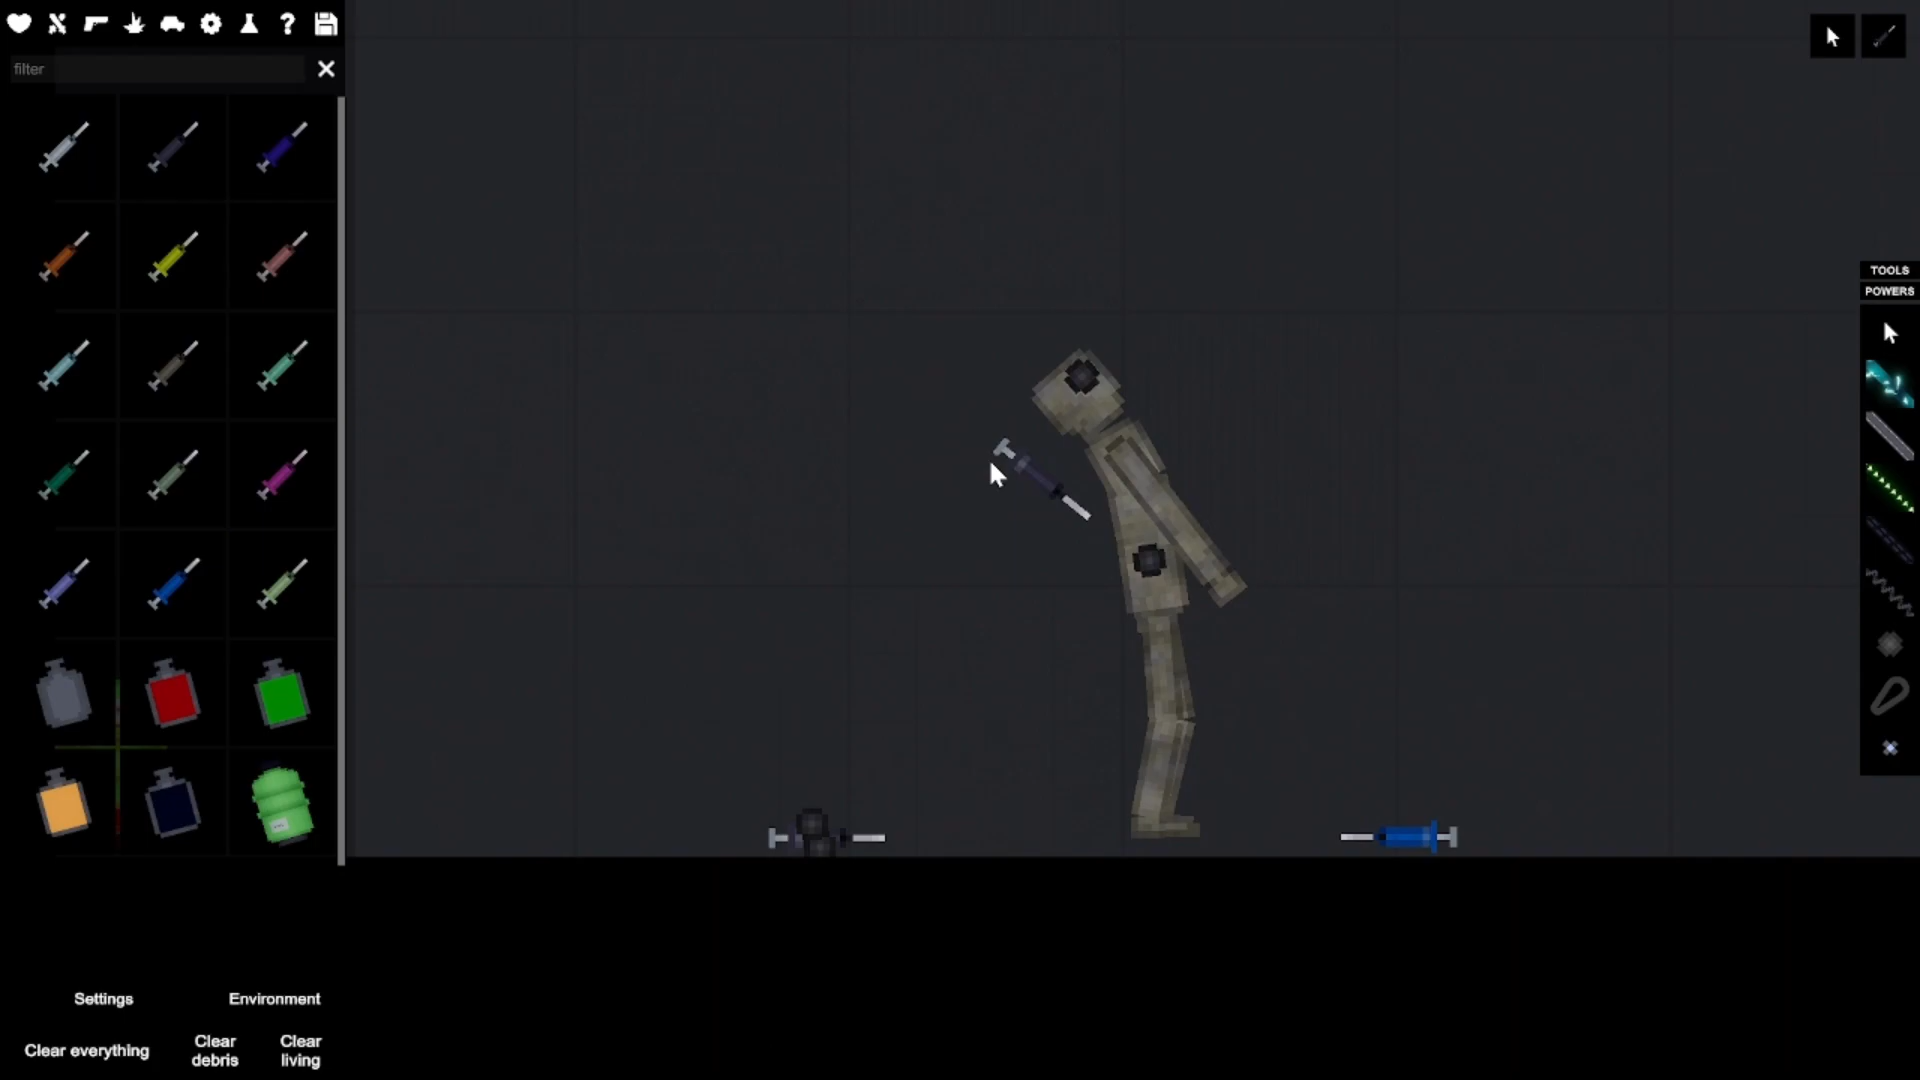 ?
filter
TOOLS
POWERS
Settings
Environment
Clear everything
Clear
debris
Clear
living